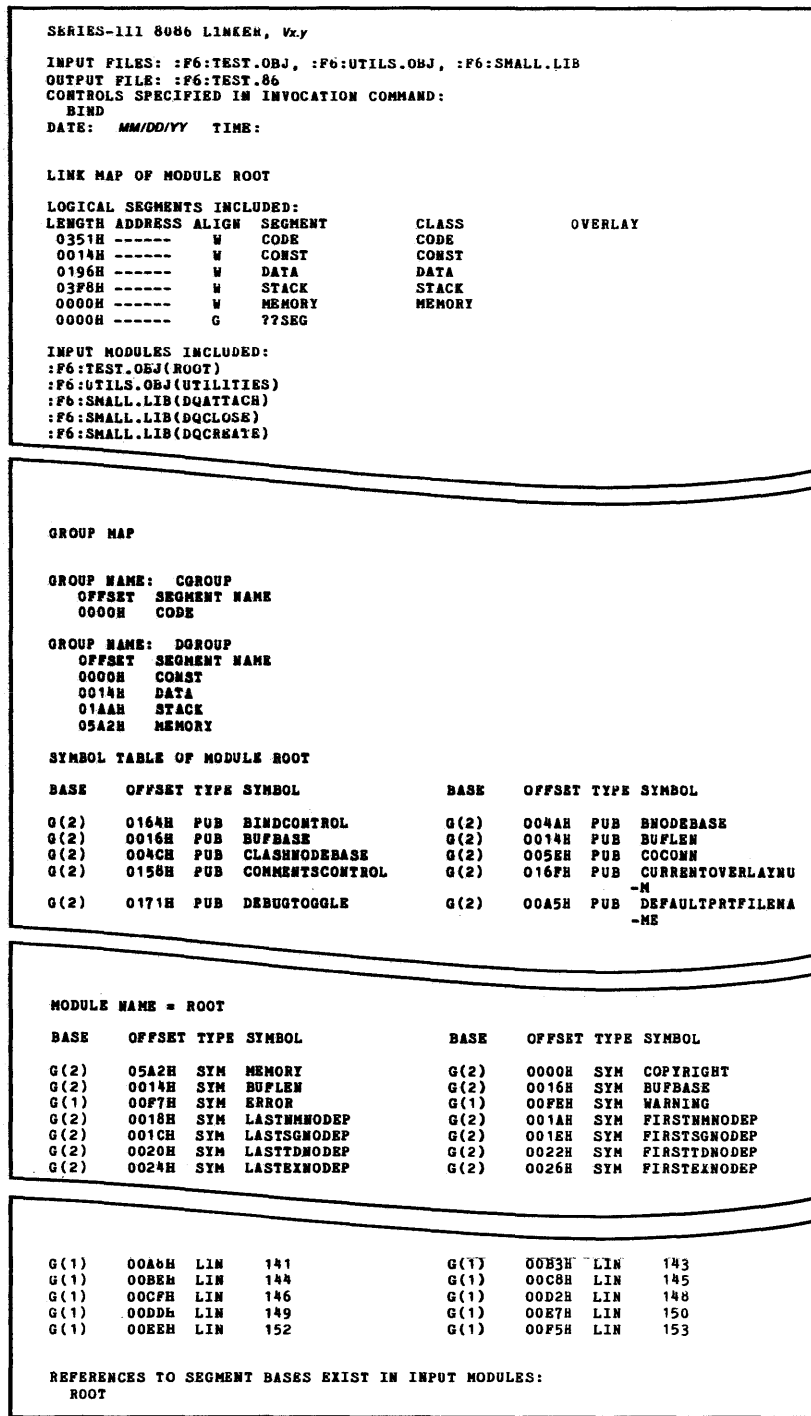 SERIES-III 8086 LINKER, Vx.y
INPUT FILES: :F6:TEST.OBJ, :F6:UTILS.OBJ, :F6:SMALL.LIB
OUTPUT FILE: :F6:TEST.86
CONTROLS SPECIFIED IN INVOCATION COMMAND:
BIND
DATE: MM/DD/YY TIME:
LINK MAP OF MODULE ROOT
LOGICAL SEGMENTS INCLUDED:
LENGTH ADDRESS ALIGN SEGMENT CLASS OVERLAY
0351H ------ W CODE CODE
0014H ------ W CONST CONST
0196H ------ W DATA DATA
03F8H ------ W STACK STACK
0000H ------ W MEMORY MEMORY
0000H ------ G ??SEG
INPUT MODULES INCLUDED:
:F6:TEST.OBJ(ROOT)
:F6:UTILS.OBJ(UTILITIES)
:F6:SMALL.LIB(DQATTACH)
:F6:SMALL.LIB(DQCLOSE)
:F6:SMALL.LIB(DQCREATE)
GROUP MAP
GROUP NAME: CGROUP
OFFSET SEGMENT NAME
0000H CODE
GROUP NAME: DGROUP
OFFSET SEGMENT NAME
0000H CONST
0014H DATA
01AAH STACK
05A2H MEMORY
SYMBOL TABLE OF MODULE ROOT
BASE OFFSET TYPE SYMBOL BASE OFFSET TYPE SYMBOL
G(2) 0164H PUB BINDCONTROL G(2) 004AH PUB BNODEBASE
G(2) 0016H PUB BUFBASE G(2) 0014H PUB BUFLEN
G(2) 004CH PUB CLASHNODEBASE G(2) 005EH PUB COCONN
G(2) 0158H PUB COMMENTSCONTROL G(2) 016FH PUB CURRENTOVERLAYNU
-M
G(2) 0171H PUB DEBUGTOGGLE G(2) 00A5H PUB DEFAULTPRTFILENA
-ME
MODULE NAME = ROOT
BASE OFFSET TYPE SYMBOL BASE OFFSET TYPE SYMBOL
G(2) 05A2H SYM MEMORY G(2) 0000H SYM COPYRIGHT
G(2) 0014H SYM BUFLEN G(2) 0016H SYM BUFBASE
G(1) 00F7H SYM ERROR G(1) 00FEH SYM WARNING
G(2) 0018H SYM LASTNMNODEP G(2) 001AH SYM FIRSTNMNODEP
G(2) 001CH SYM LASTSGNODEP G(2) 001EH SYM FIRSTSGNODEP
G(2) 0020H SYM LASTTDNODEP G(2) 0022H SYM FIRSTTDNODEP
G(2) 0024H SYM LASTEXNODEP G(2) 0026H SYM FIRSTEXNODEP
G(1) 00A6H LIN 141 G(1) 00B3H LIN 143
G(1) 00BEH LIN 144 G(1) 00C8H LIN 145
G(1) 00CFH LIN 146 G(1) 00D2H LIN 148
G(1) 00DDH LIN 149 G(1) 00E7H LIN 150
G(1) 00EEH LIN 152 G(1) 00F5H LIN 153
REFERENCES TO SEGMENT BASES EXIST IN INPUT MODULES:
ROOT